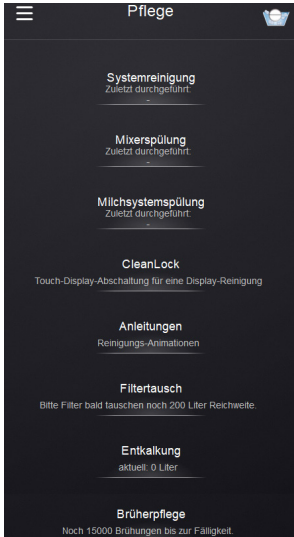 Pflege
Systemreinigung
Zuletzt durchgeführt:
-
Mixerspülung
Zuletzt durchgeführt:
-
Milchsystemspülung
Zuletzt durchgeführt:
-
CleanLock
Touch-Display-Abschaltung für eine Display-Reinigung
Anleitungen
Reinigungs-Animationen
Filtertausch
Bitte Filter bald tauschen noch 200 Liter Reichweite.
Entkalkung
aktuell: 0 Liter
Brüherpflege
Noch 15000 Brühungen bis zur Fälligkeit.